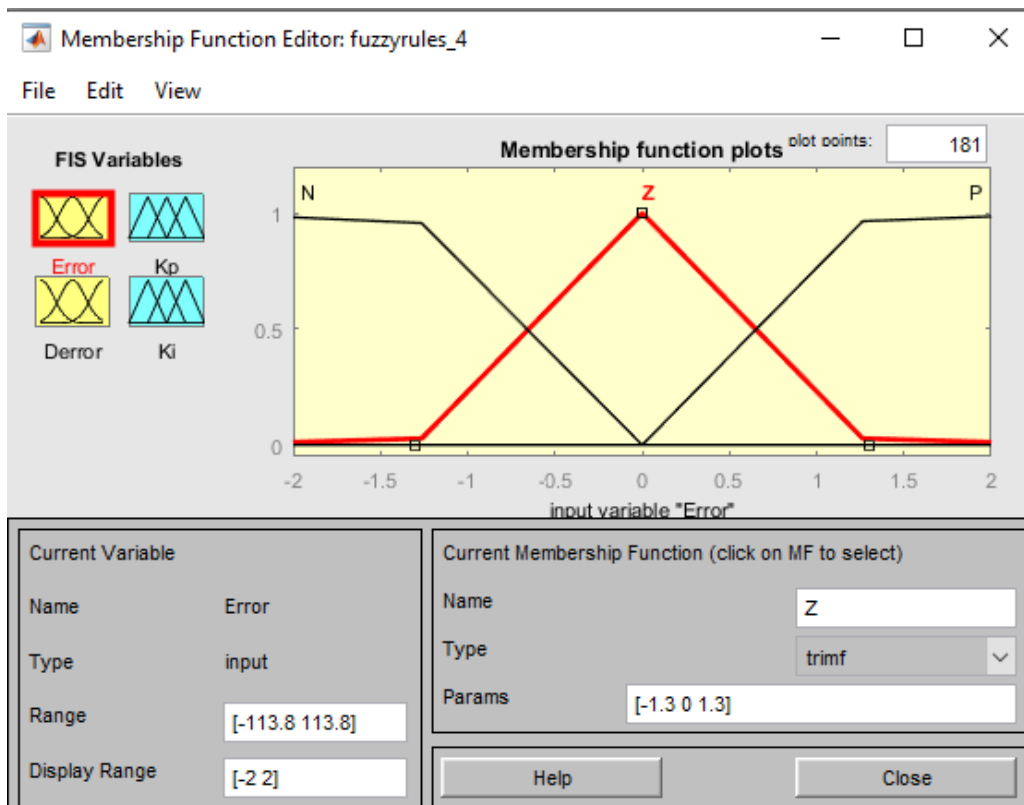 Membership Function Editor: fuzzyrules_4
File Edit View
FIS Variables
Error
Kp
Derror
Ki
Membership function plots
plot points:
181
N
Z
P
1
0.5
0
-2 -1.5 -1 -0.5 0 0.5 1 1.5 2
input variable "Error"
Current Variable
Name Error
Type input
Range [-113.8 113.8]
Display Range [-2 2]
Current Membership Function (click on MF to select)
Name Z
Type trimf
Params [-1.3 0 1.3]
Help Close